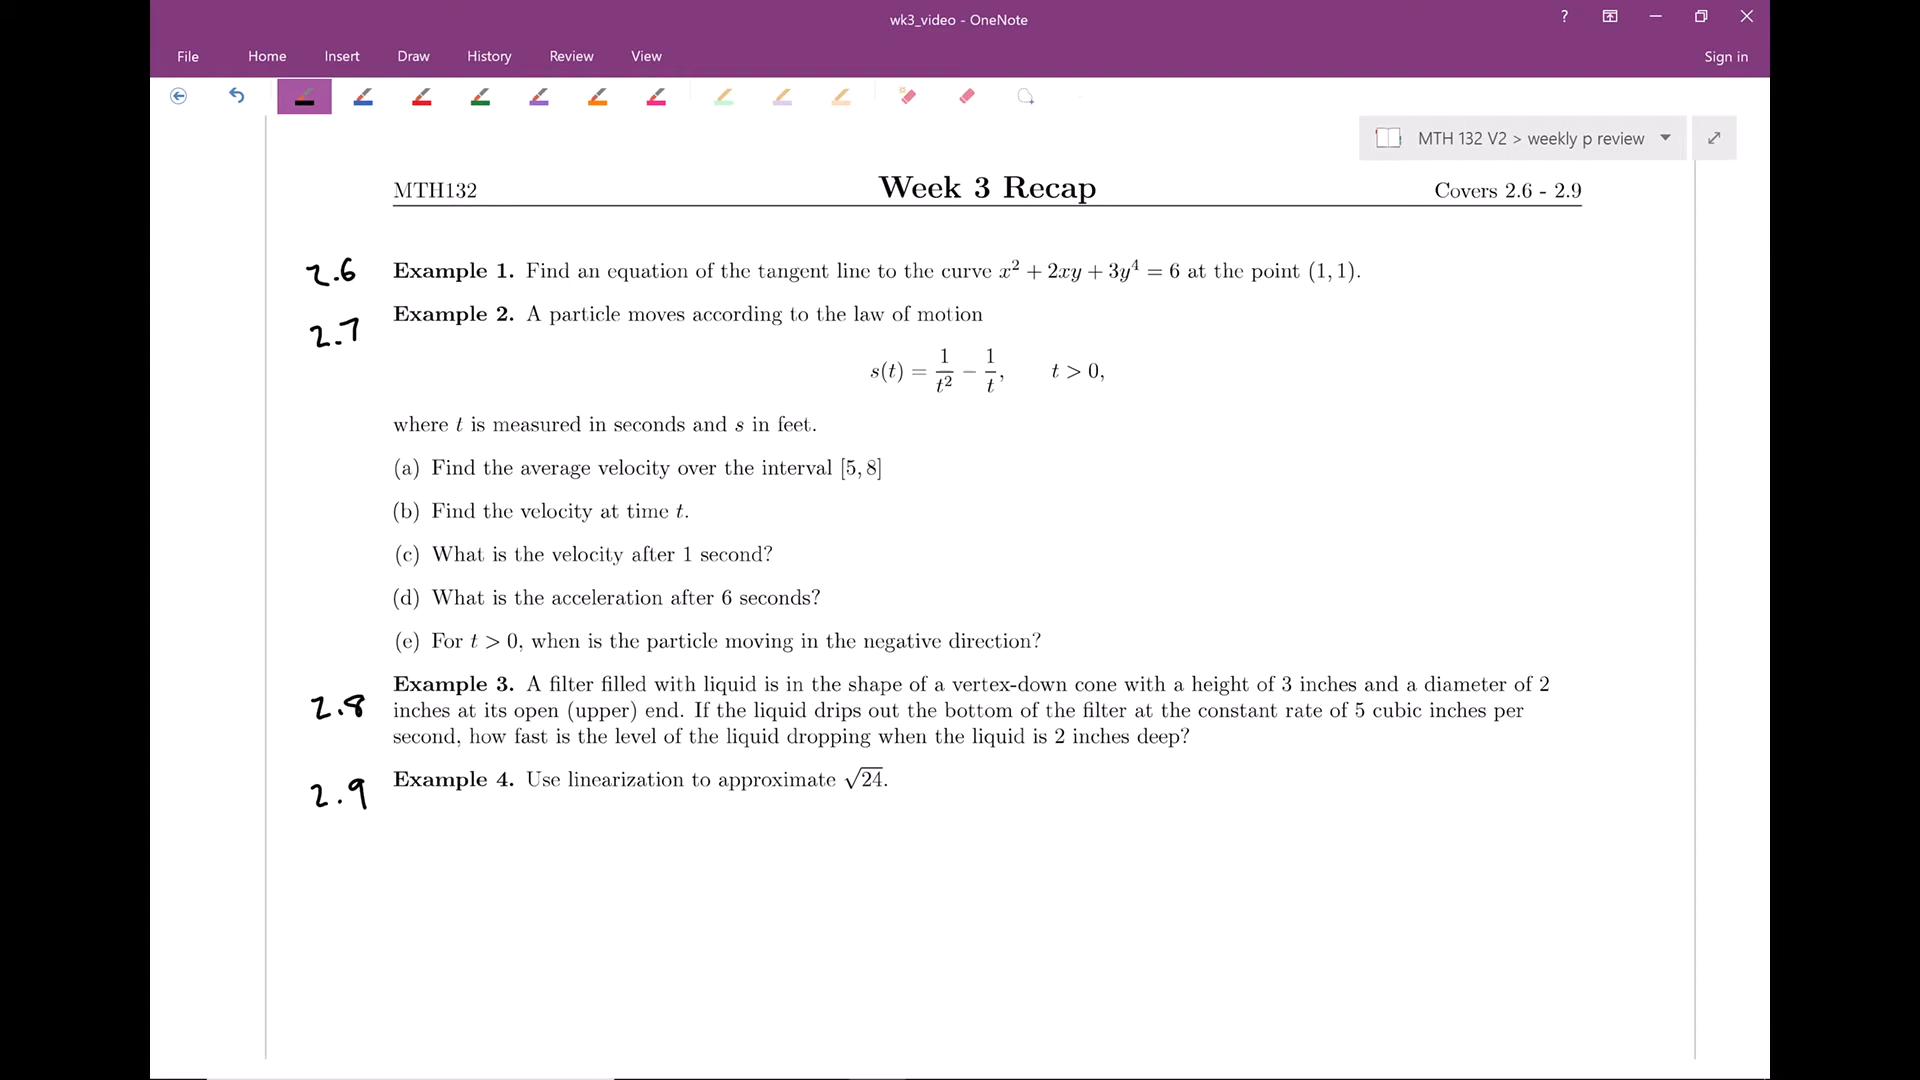 wk3_video - OneNote
?
File Home Insert Draw History Review View Sign in
MTH 132 V2 > weekly p review
MTH132 Week 3 Recap Covers 2.6 - 2.9
2.6 Example 1. Find an equation of the tangent line to the curve x² + 2xy + 3y⁴ = 6 at the point (1, 1).
2.7 Example 2. A particle moves according to the law of motion
s(t) = 1/t² − 1/t, t > 0,
where t is measured in seconds and s in feet.
(a) Find the average velocity over the interval [5, 8]
(b) Find the velocity at time t.
(c) What is the velocity after 1 second?
(d) What is the acceleration after 6 seconds?
(e) For t > 0, when is the particle moving in the negative direction?
2.8 Example 3. A filter filled with liquid is in the shape of a vertex-down cone with a height of 3 inches and a diameter of 2
inches at its open (upper) end. If the liquid drips out the bottom of the filter at the constant rate of 5 cubic inches per
second, how fast is the level of the liquid dropping when the liquid is 2 inches deep?
2.9 Example 4. Use linearization to approximate √24.